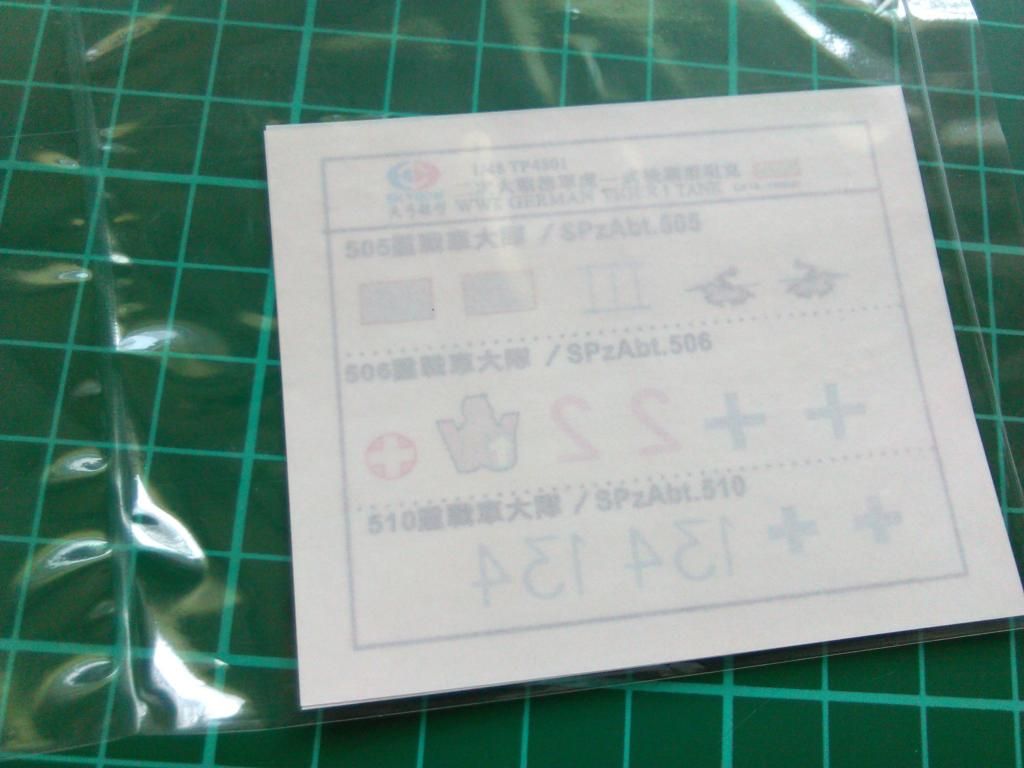 1/48 TP4801
WWⅡ GERMAN TIGER I TANK
505重戰車大隊 / SPzAbt.505
506重戰車大隊 / SPzAbt.506
2 2
510重戰車大隊 / SPzAbt.510
134 134